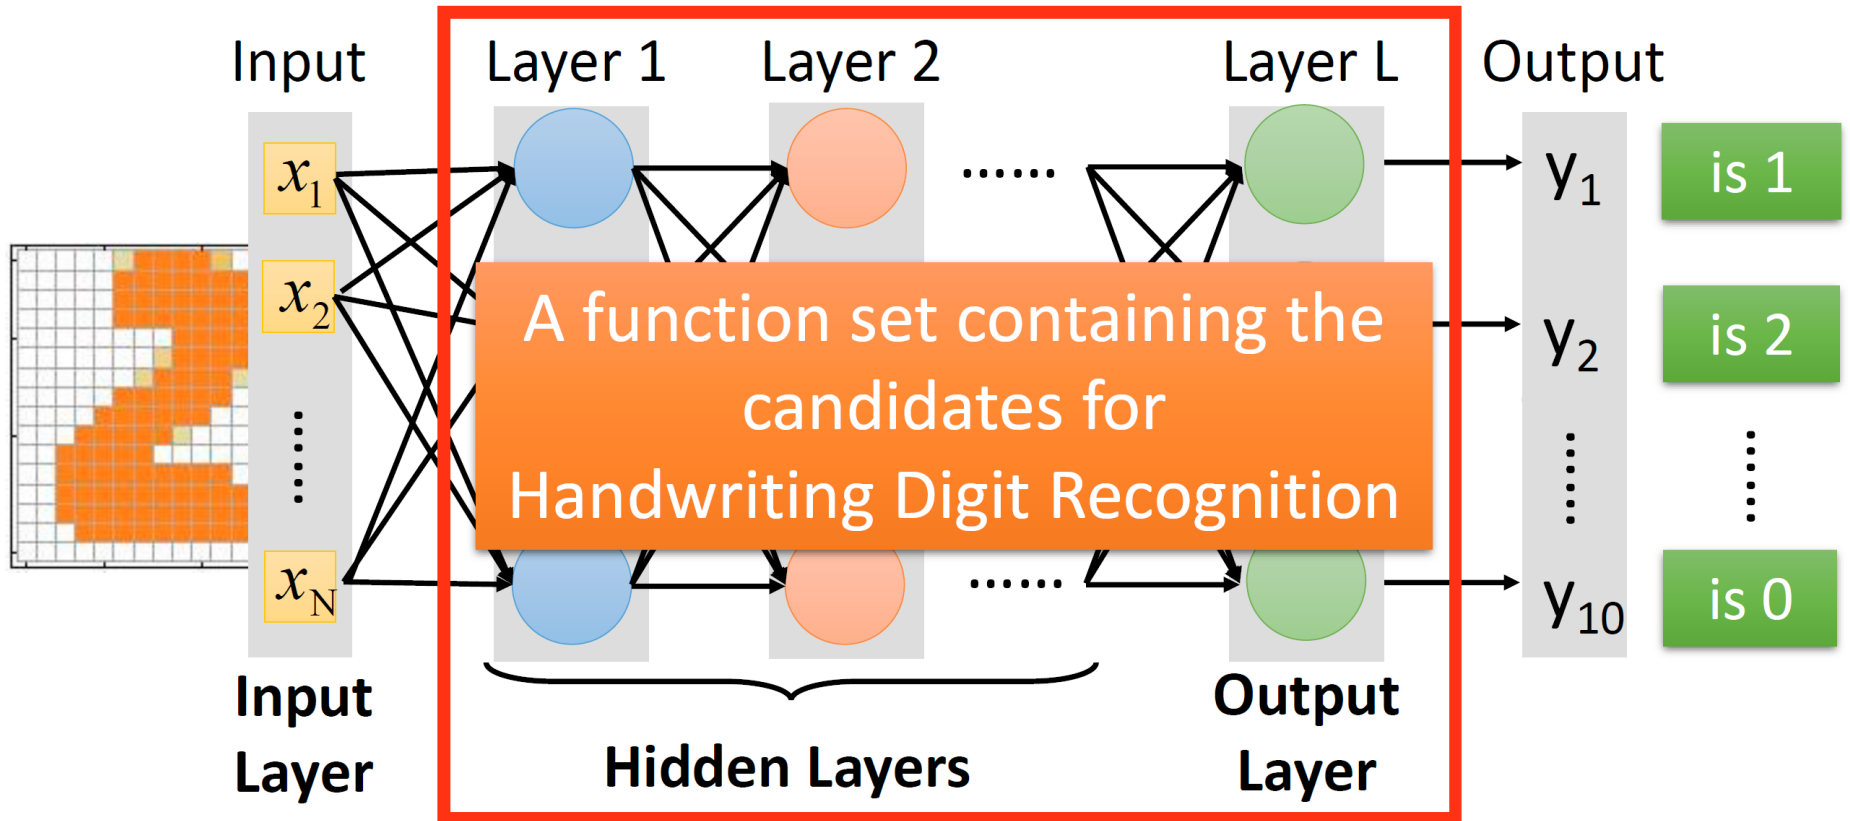 Input
Layer 1
Layer 2
Layer L
Output
x1
x2
......
xN
......
......
A function set containing the
candidates for
Handwriting Digit Recognition
y1
y2
......
y10
is 1
is 2
......
is 0
Input
Layer
Hidden Layers
Output
Layer